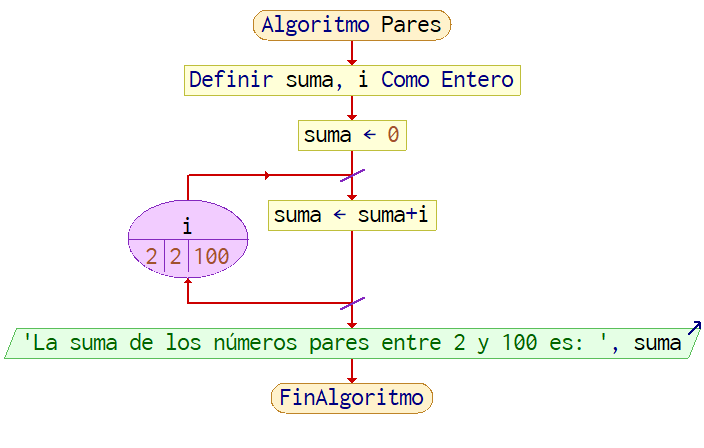 Algoritmo Pares
Definir suma, i Como Entero
suma ← 0
suma ← suma+i
i
2 2 100
'La suma de los números pares entre 2 y 100 es: ', suma
FinAlgoritmo